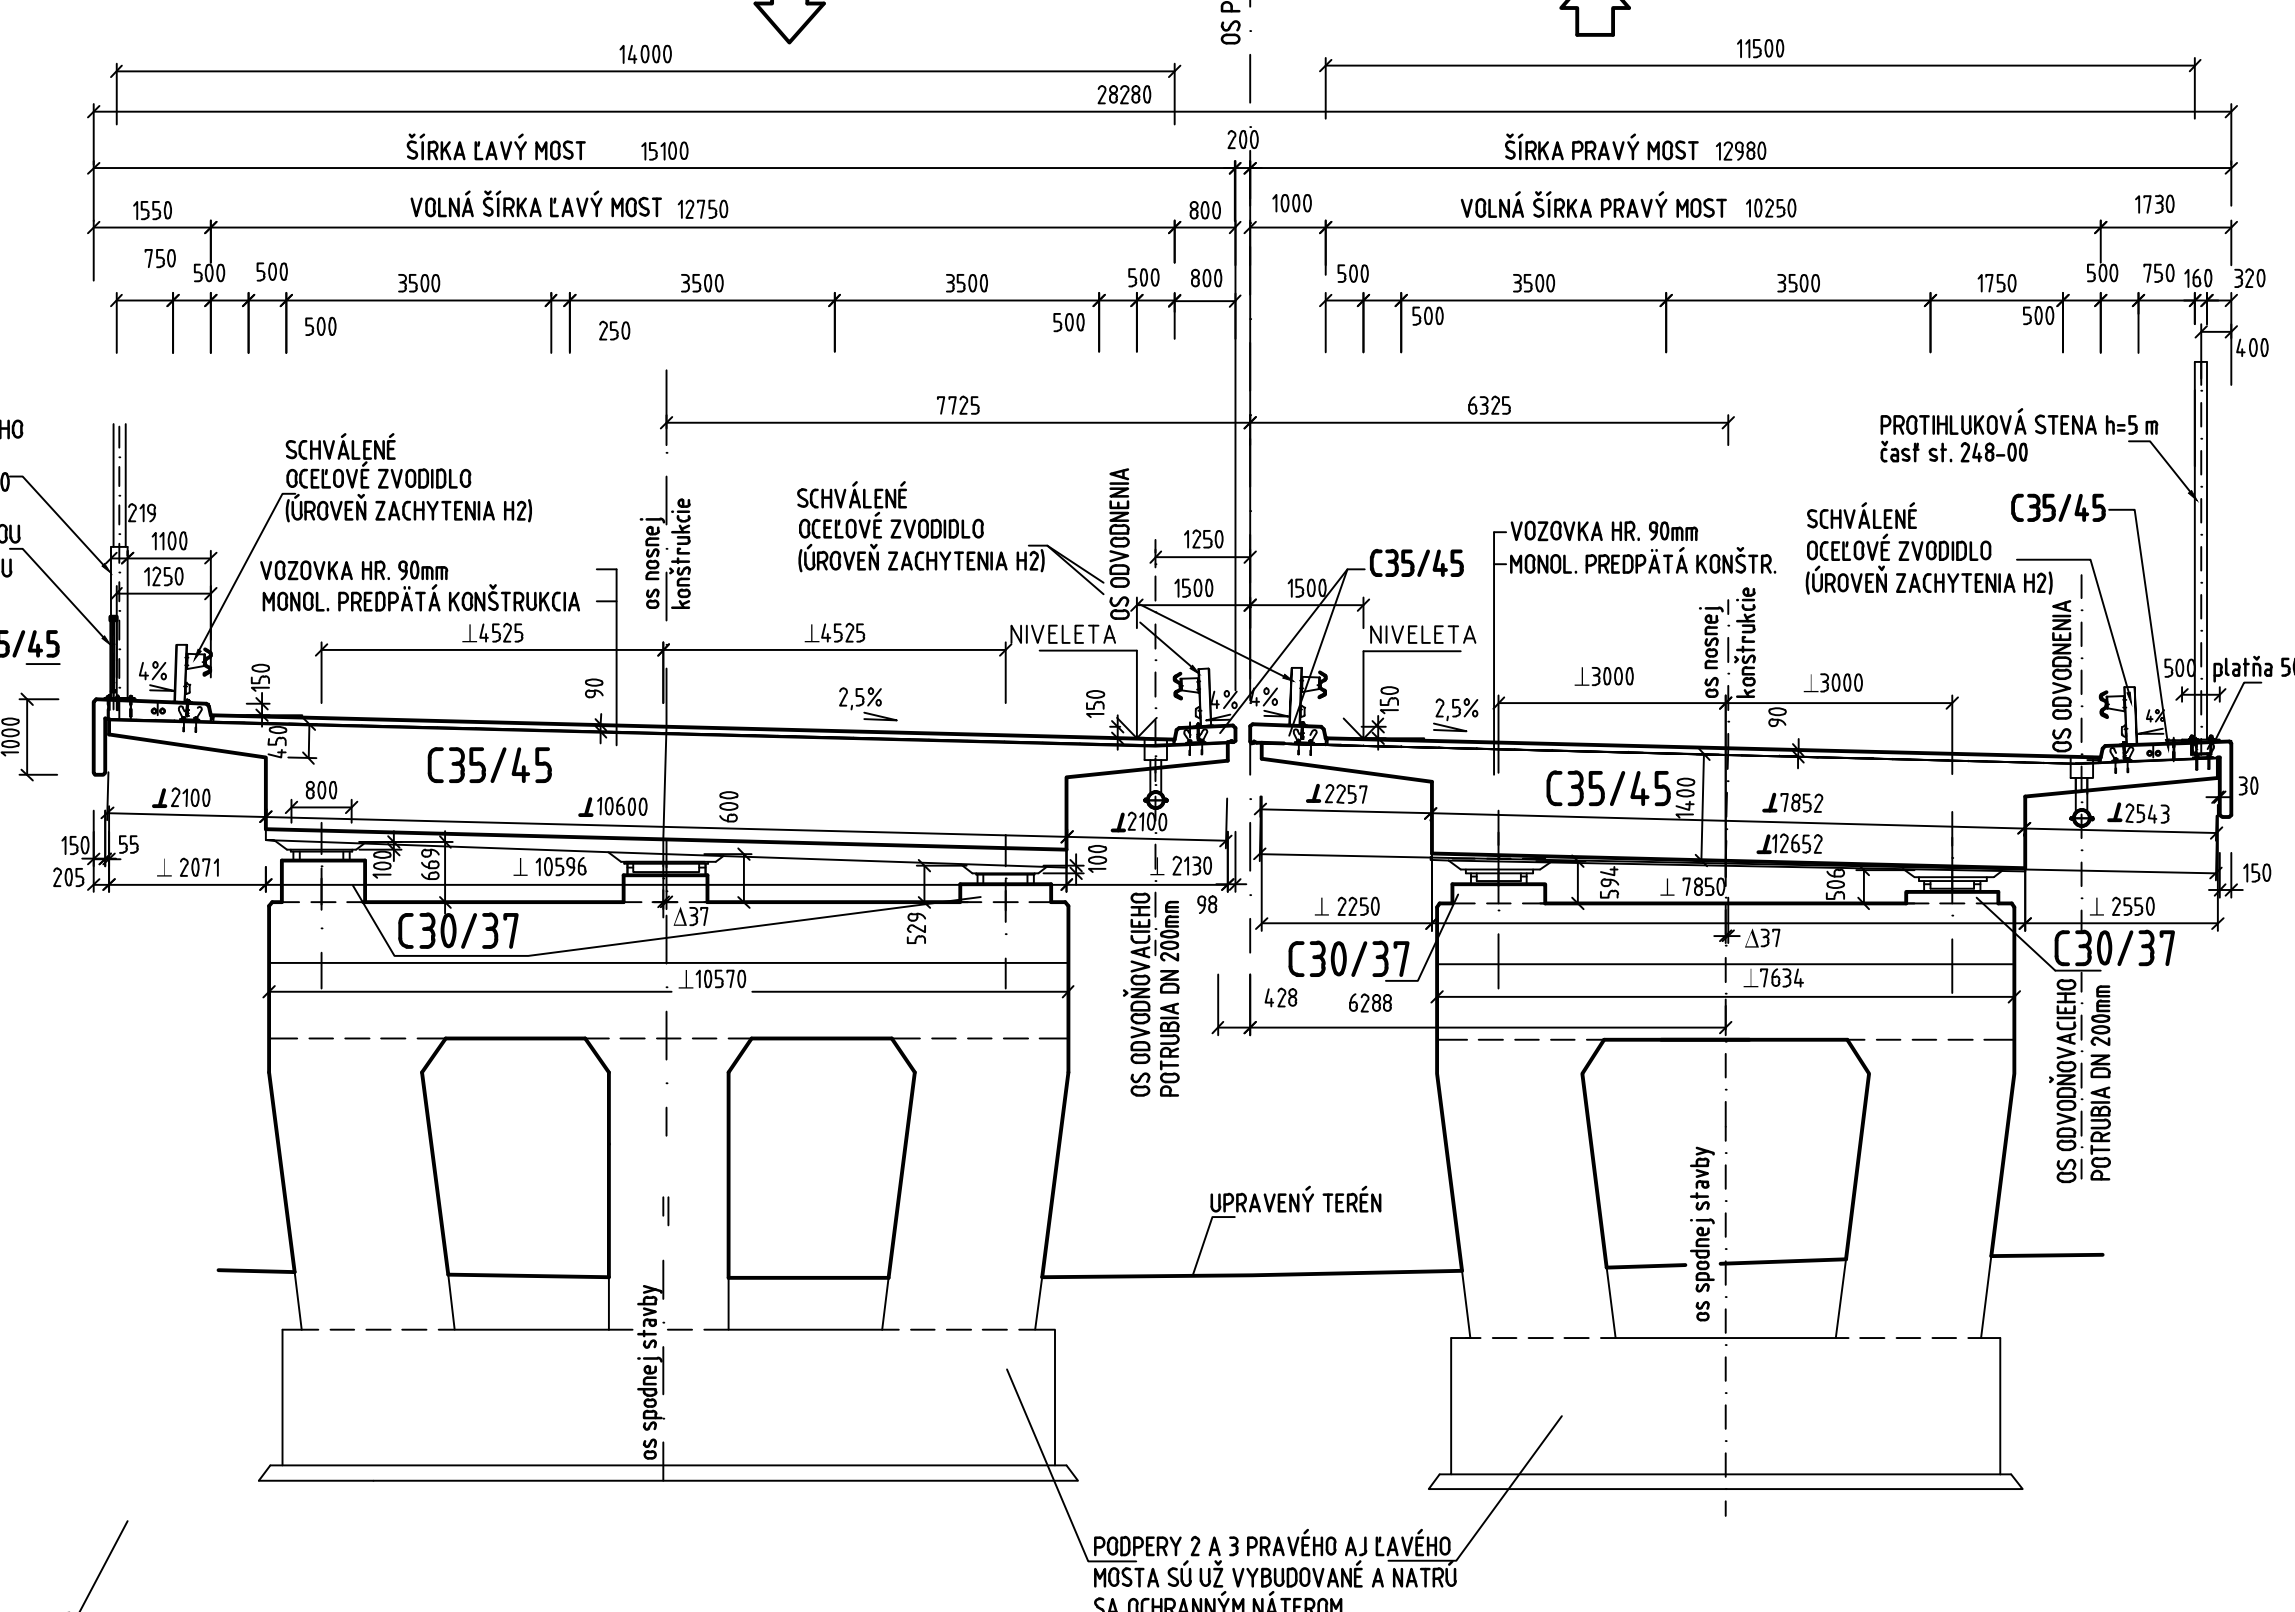 OS P
14000
11500
28280
200
ŠÍRKA ĽAVÝ MOST 15100
ŠÍRKA PRAVÝ MOST 12980
1550
VOLNÁ ŠÍRKA ĽAVÝ MOST 12750
800
1000
VOLNÁ ŠÍRKA PRAVÝ MOST 10250
1730
750
500
500
3500
3500
3500
500
800
500
3500
3500
1750
500
750
160
320
500
250
500
500
500
400
7725
6325
HO
0
OU
U
5/45
219
1100
1250
SCHVÁLENÉ
OCEĽOVÉ ZVODIDLO
(ÚROVEŇ ZACHYTENIA H2)
VOZOVKA HR. 90mm
MONOL. PREDPÄTÁ KONŠTRUKCIA
os nosnej
konštrukcie
SCHVÁLENÉ
OCEĽOVÉ ZVODIDLO
(ÚROVEŇ ZACHYTENIA H2)
OS ODVODNENIA
1250
1500
1500
C35/45
VOZOVKA HR. 90mm
MONOL. PREDPÄTÁ KONŠTR.
os nosnej
konštrukcie
PROTIHLUKOVÁ STENA h=5 m
časť st. 248-00
C35/45
SCHVÁLENÉ
OCEĽOVÉ ZVODIDLO
(ÚROVEŇ ZACHYTENIA H2)
OS ODVODNENIA
⊥4525
⊥4525
NIVELETA
NIVELETA
⊥3000
⊥3000
500
platňa 50
4%
150
90
2,5%
150
4%
4%
150
2,5%
90
4%
1000
450
C35/45
C35/45
1400
30
⊥2100
800
⊥10600
600
⊥2100
⊥2257
⊥7852
⊥2543
150
55
205
⊥ 2071
100
669
⊥ 10596
529
100
⊥ 2130
98
⊥12652
594
⊥ 7850
506
150
⊥ 2250
⊥ 2550
C30/37
Δ37
C30/37
Δ37
C30/37
⊥10570
428
6288
⊥7634
OS ODVODŇOVACIEHO
POTRUBIA DN 200mm
OS ODVODŇOVACIEHO
POTRUBIA DN 200mm
UPRAVENÝ TERÉN
os spodnej stavby
os spodnej stavby
PODPERY 2 A 3 PRAVÉHO AJ ĽAVÉHO
MOSTA SÚ UŽ VYBUDOVANÉ A NATRÚ
SA OCHRANNÝM NÁTEROM